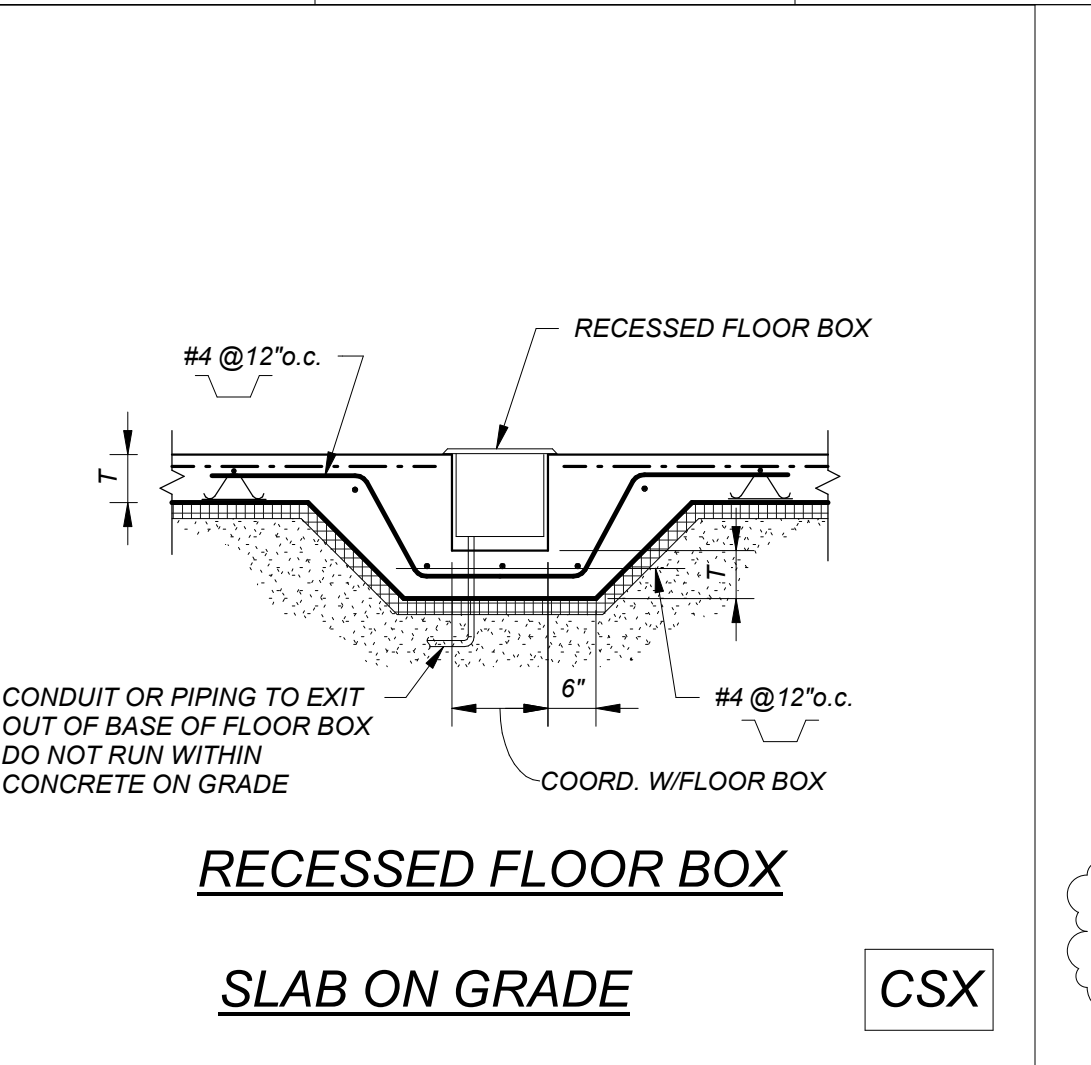 RECESSED FLOOR BOX
#4 @12"o.c.
T
T
6"
#4 @12"o.c.
CONDUIT OR PIPING TO EXIT
OUT OF BASE OF FLOOR BOX
DO NOT RUN WITHIN
CONCRETE ON GRADE
COORD. W/FLOOR BOX
RECESSED FLOOR BOX
SLAB ON GRADE
CSX